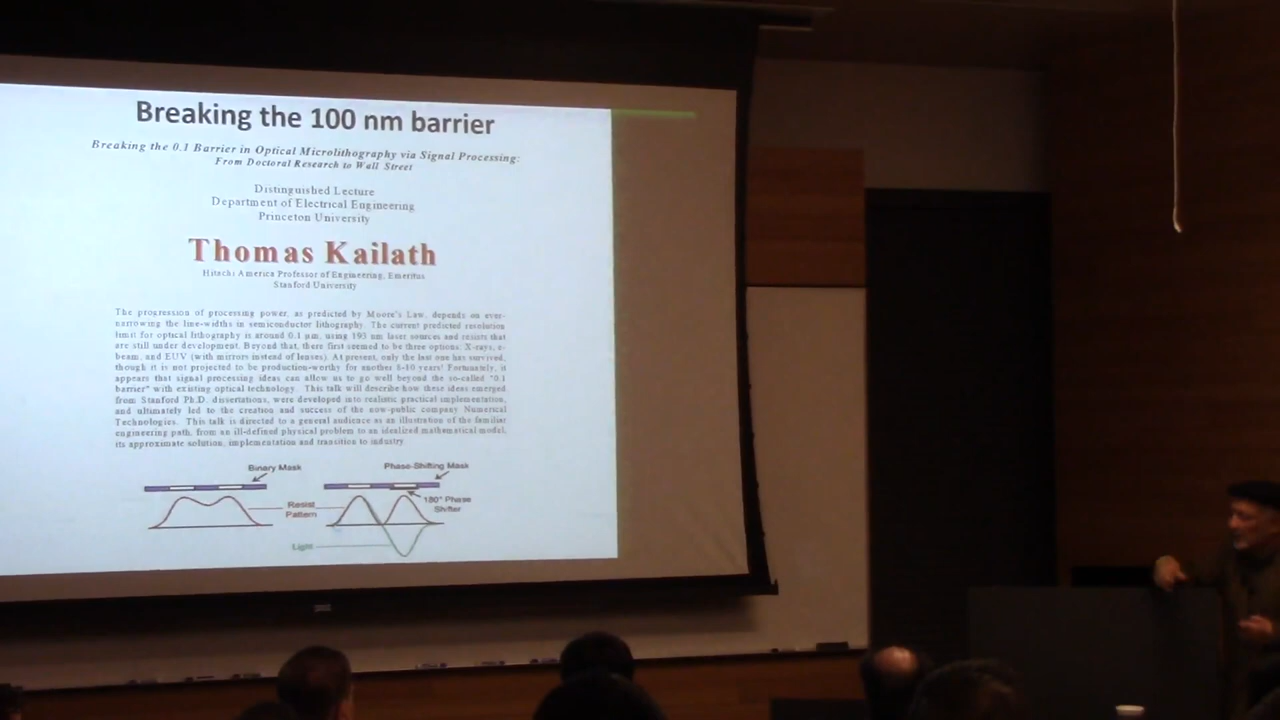 Breaking the 100 nm barrier
Breaking the 0.1 Barrier in Optical Microlithography via Signal Processing:
From Doctoral Research to Wall Street
Distinguished Lecture
Department of Electrical Engineering
Princeton University
Thomas Kailath
Hitachi America Professor of Engineering, Emeritus
Stanford University
The progression of processing power, as predicted by Moore's Law, depends on ever-
narrowing the line-widths in semiconductor lithography. The current predicted resolution
limit for optical lithography is around 0.1 µm, using 193 nm laser sources and resists that
are still under development. Beyond that, there first seemed to be three options: X-rays, e-
beam, and EUV (with mirrors instead of lenses). At present, only the last one has survived,
though it is not projected to be production-worthy for another 8-10 years! Fortunately, it
appears that signal processing ideas can allow us to go well beyond the so-called "0.1
barrier" with existing optical technology. This talk will describe how these ideas emerged
from Stanford Ph.D. dissertations, were developed into realistic practical implementation,
and ultimately led to the creation and success of the now-public company Numerical
Technologies. This talk is directed to a general audience as an illustration of the familiar
engineering path, from an ill-defined physical problem to an idealized mathematical model,
its approximate solution, implementation and transition to industry.
Binary Mask
Phase-Shifting Mask
Resist
Pattern
180° Phase
Shifter
Light